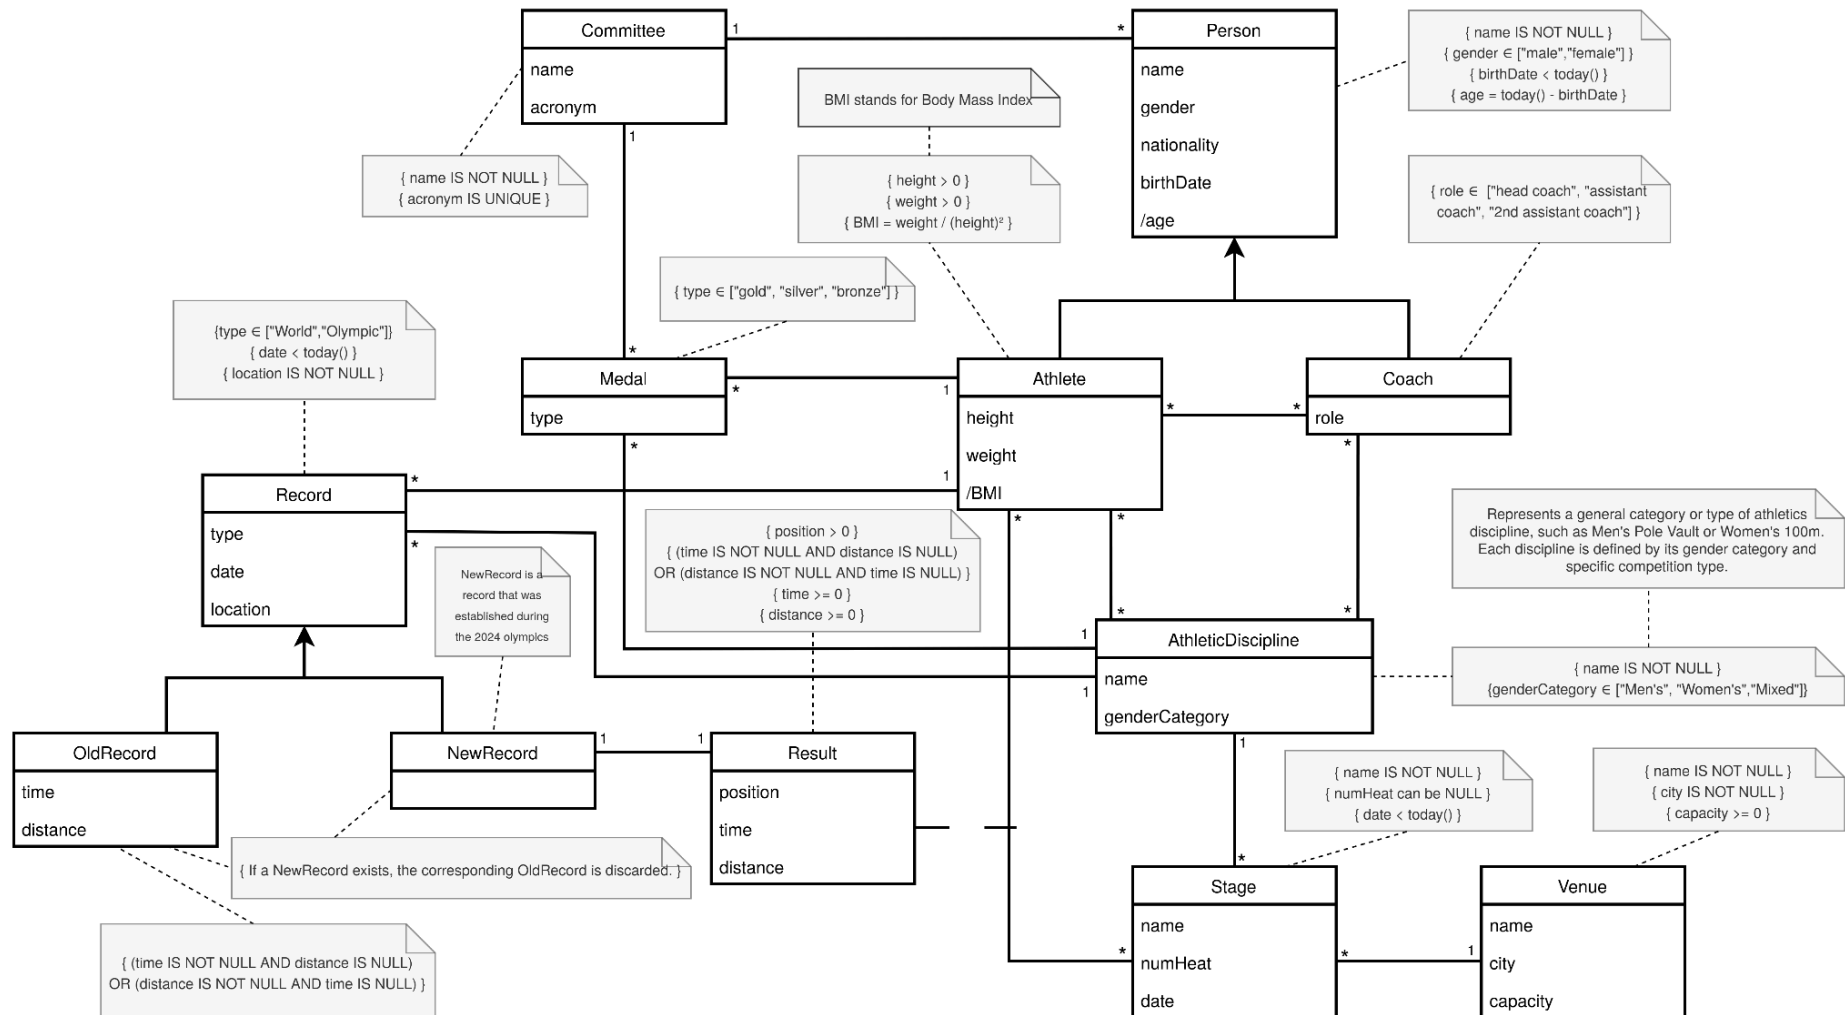 Committee
name
acronym
1
*
Person
name
gender
nationality
birthDate
/age
{ name IS NOT NULL }
{ gender ∈ ["male","female"] }
{ birthDate < today() }
{ age = today() - birthDate }
BMI stands for Body Mass Index
{ name IS NOT NULL }
{ acronym IS UNIQUE }
1
{ height > 0 }
{ weight > 0 }
{ BMI = weight / (height)² }
{ role ∈ ["head coach", "assistant
coach", "2nd assistant coach"] }
{ type ∈ ["gold", "silver", "bronze"] }
{type ∈ ["World","Olympic"]}
{ date < today() }
{ location IS NOT NULL }
*
Medal
type
*
1
Athlete
height
weight
/BMI
*
*
Coach
role
*
*
Record
type
date
location
*
1
*
*
*
{ position > 0 }
{ (time IS NOT NULL AND distance IS NULL)
OR (distance IS NOT NULL AND time IS NULL) }
{ time >= 0 }
{ distance >= 0 }
Represents a general category or type of athletics
discipline, such as Men's Pole Vault or Women's 100m.
Each discipline is defined by its gender category and
specific competition type.
NewRecord is a
record that was
established during
the 2024 olympics
*
*
1
AthleticDiscipline
name
genderCategory
1
{ name IS NOT NULL }
{genderCategory ∈ ["Men's", "Women's","Mixed"]}
OldRecord
time
distance
NewRecord
1
1
Result
position
time
distance
1
{ name IS NOT NULL }
{ numHeat can be NULL }
{ date < today() }
{ name IS NOT NULL }
{ city IS NOT NULL }
{ capacity >= 0 }
{ If a NewRecord exists, the corresponding OldRecord is discarded. }
*
Stage
name
numHeat
date
*
*
1
Venue
name
city
capacity
{ (time IS NOT NULL AND distance IS NULL)
OR (distance IS NOT NULL AND time IS NULL) }